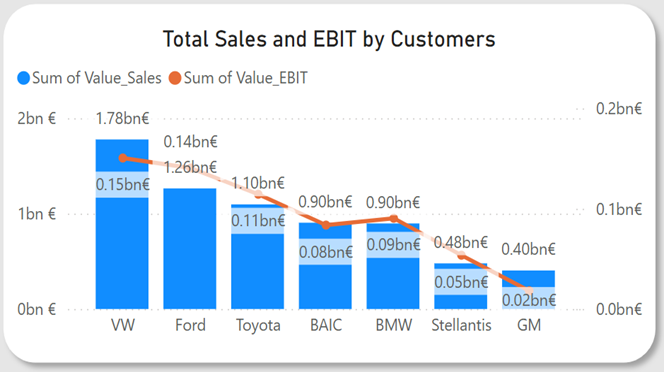 Total Sales and EBIT by Customers
Sum of Value_Sales Sum of Value_EBIT
2bn € 1.78bn€ 0.2bn€
0.14bn€
1.26bn€
0.15bn€ 1.10bn€
0.90bn€ 0.90bn€
1bn € 0.11bn€ 0.1bn€
0.08bn€ 0.09bn€ 0.48bn€ 0.40bn€
0.05bn€
0.02bn€
0bn € 0.0bn€
VW Ford Toyota BAIC BMW Stellantis GM